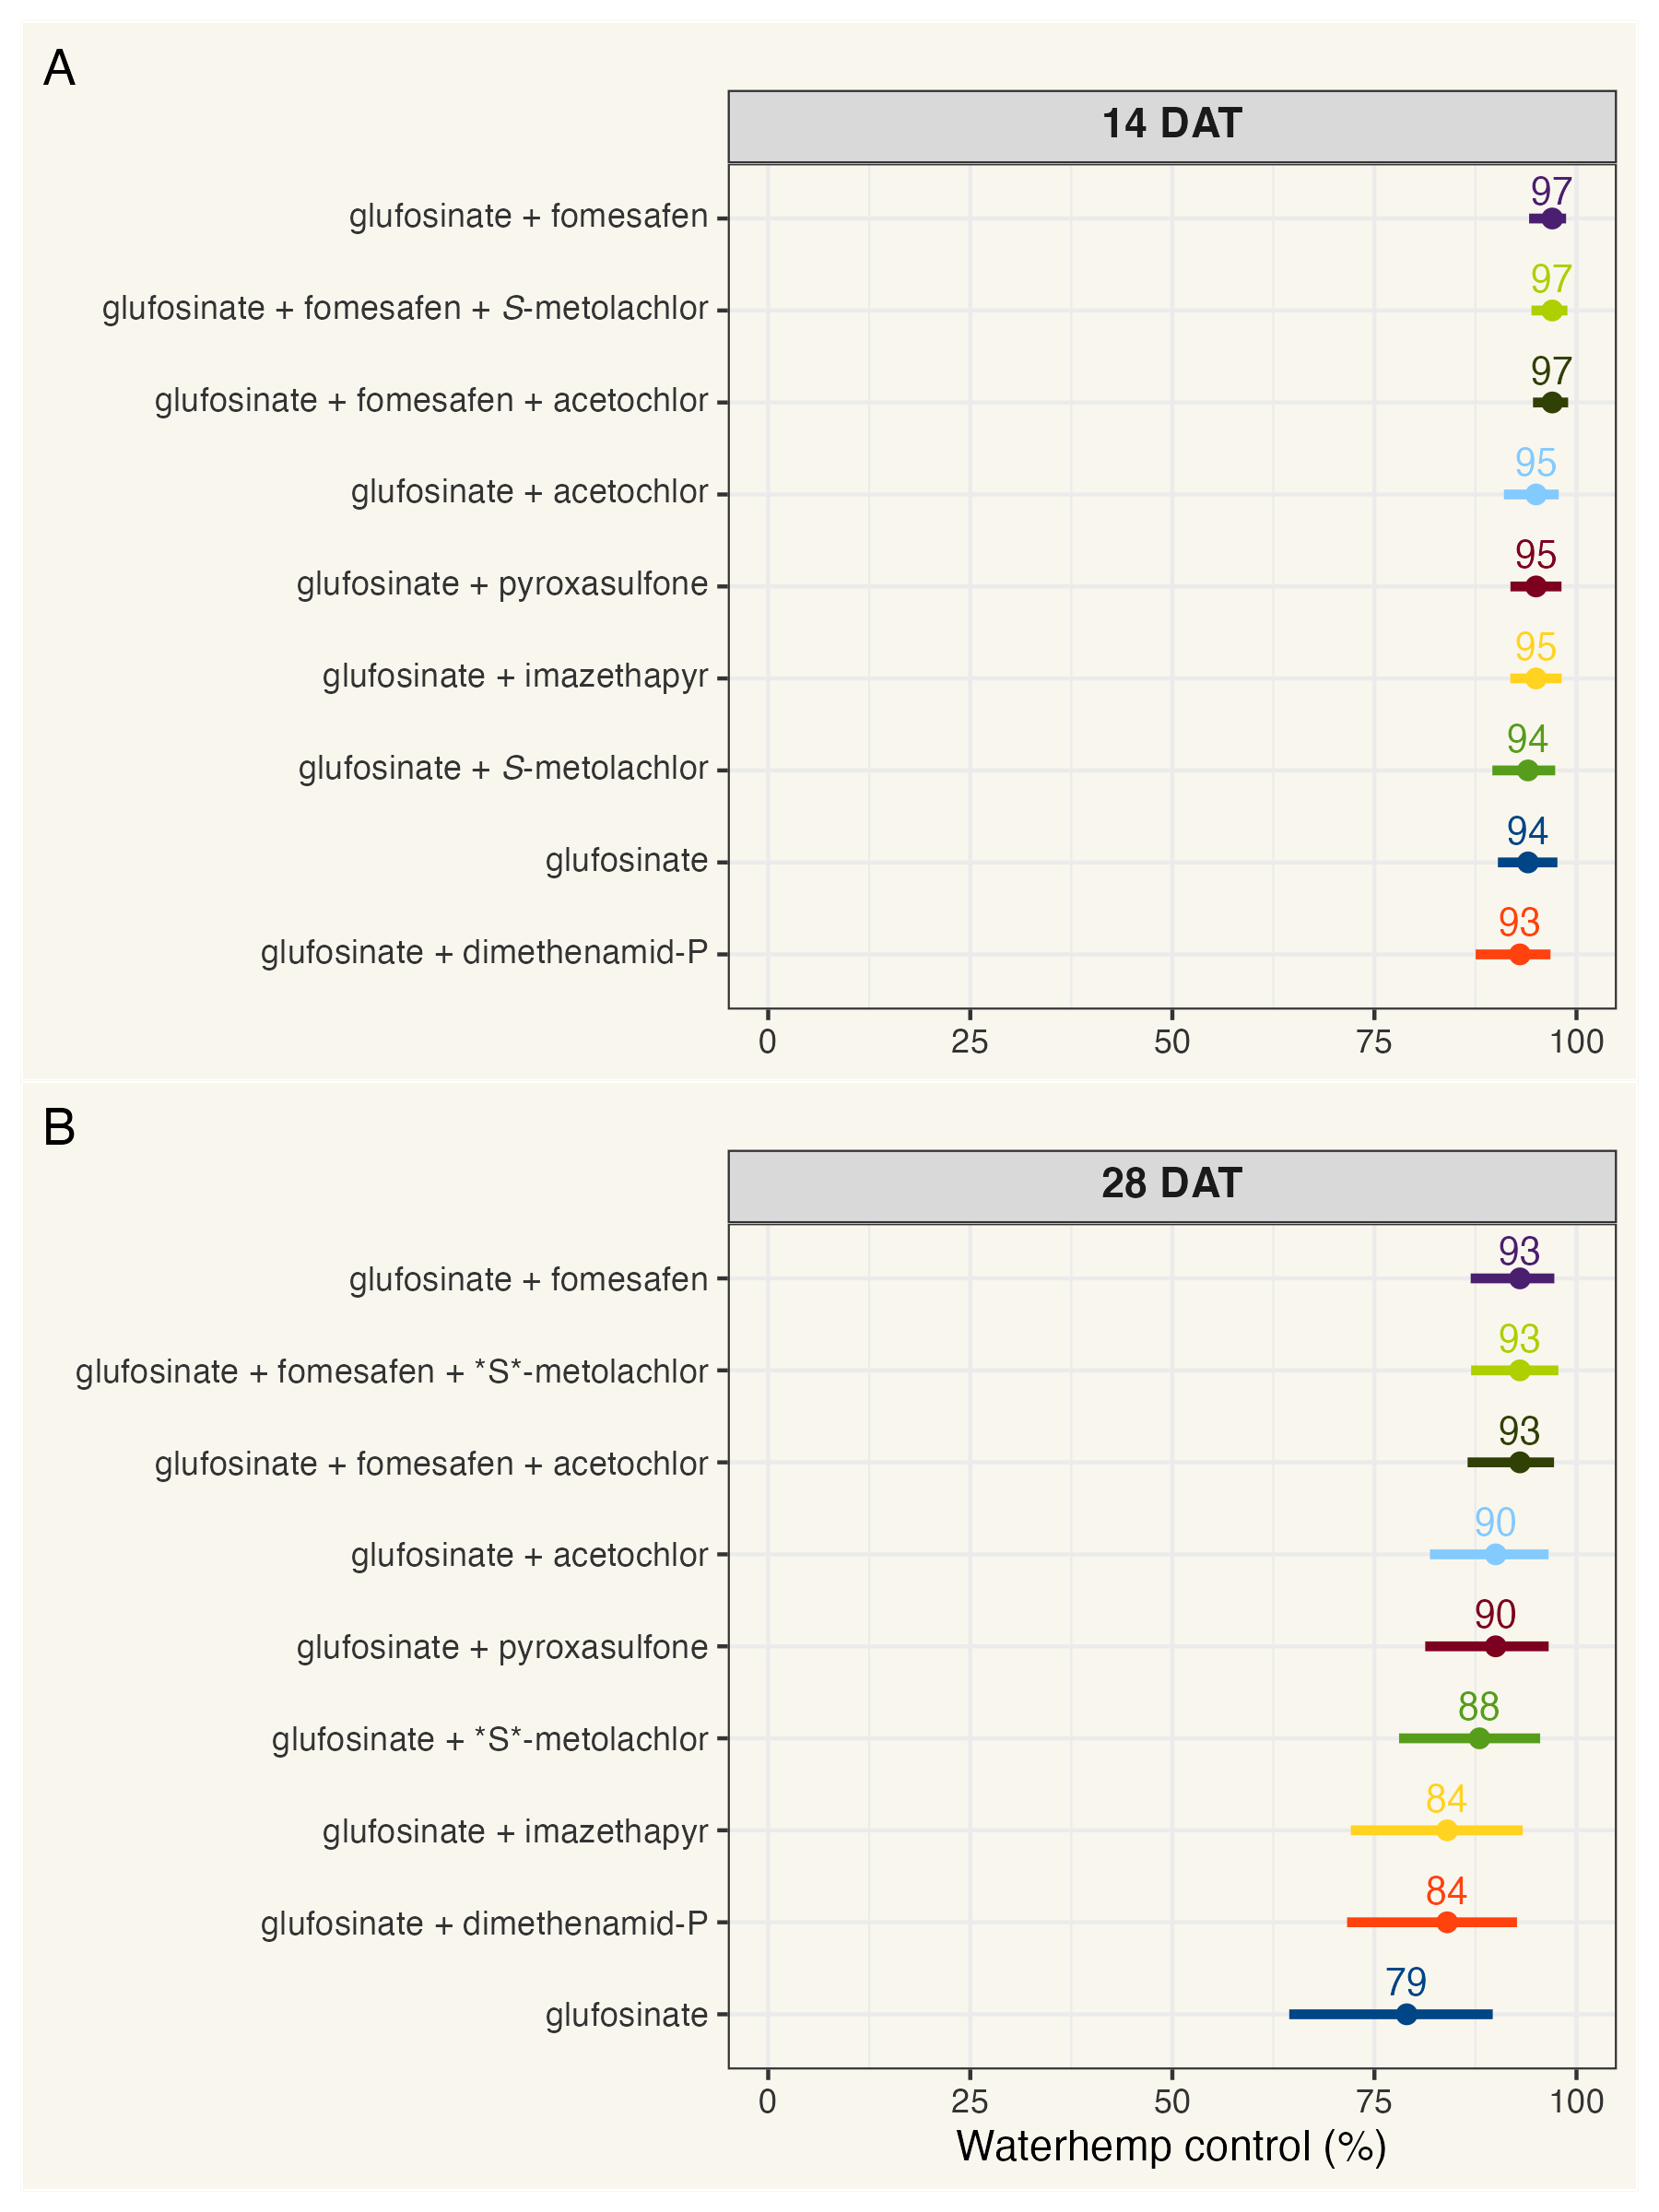 A
14 DAT
glufosinate + fomesafen
97
glufosinate + fomesafen + S-metolachlor
97
glufosinate + fomesafen + acetochlor
97
glufosinate + acetochlor
95
glufosinate + pyroxasulfone
95
glufosinate + imazethapyr
95
glufosinate + S-metolachlor
94
glufosinate
94
glufosinate + dimethenamid-P
93
0 25 50 75 100
B
28 DAT
glufosinate + fomesafen
93
glufosinate + fomesafen + *S*-metolachlor
93
glufosinate + fomesafen + acetochlor
93
glufosinate + acetochlor
90
glufosinate + pyroxasulfone
90
glufosinate + *S*-metolachlor
88
glufosinate + imazethapyr
84
glufosinate + dimethenamid-P
84
glufosinate
79
0 25 50 75 100
Waterhemp control (%)